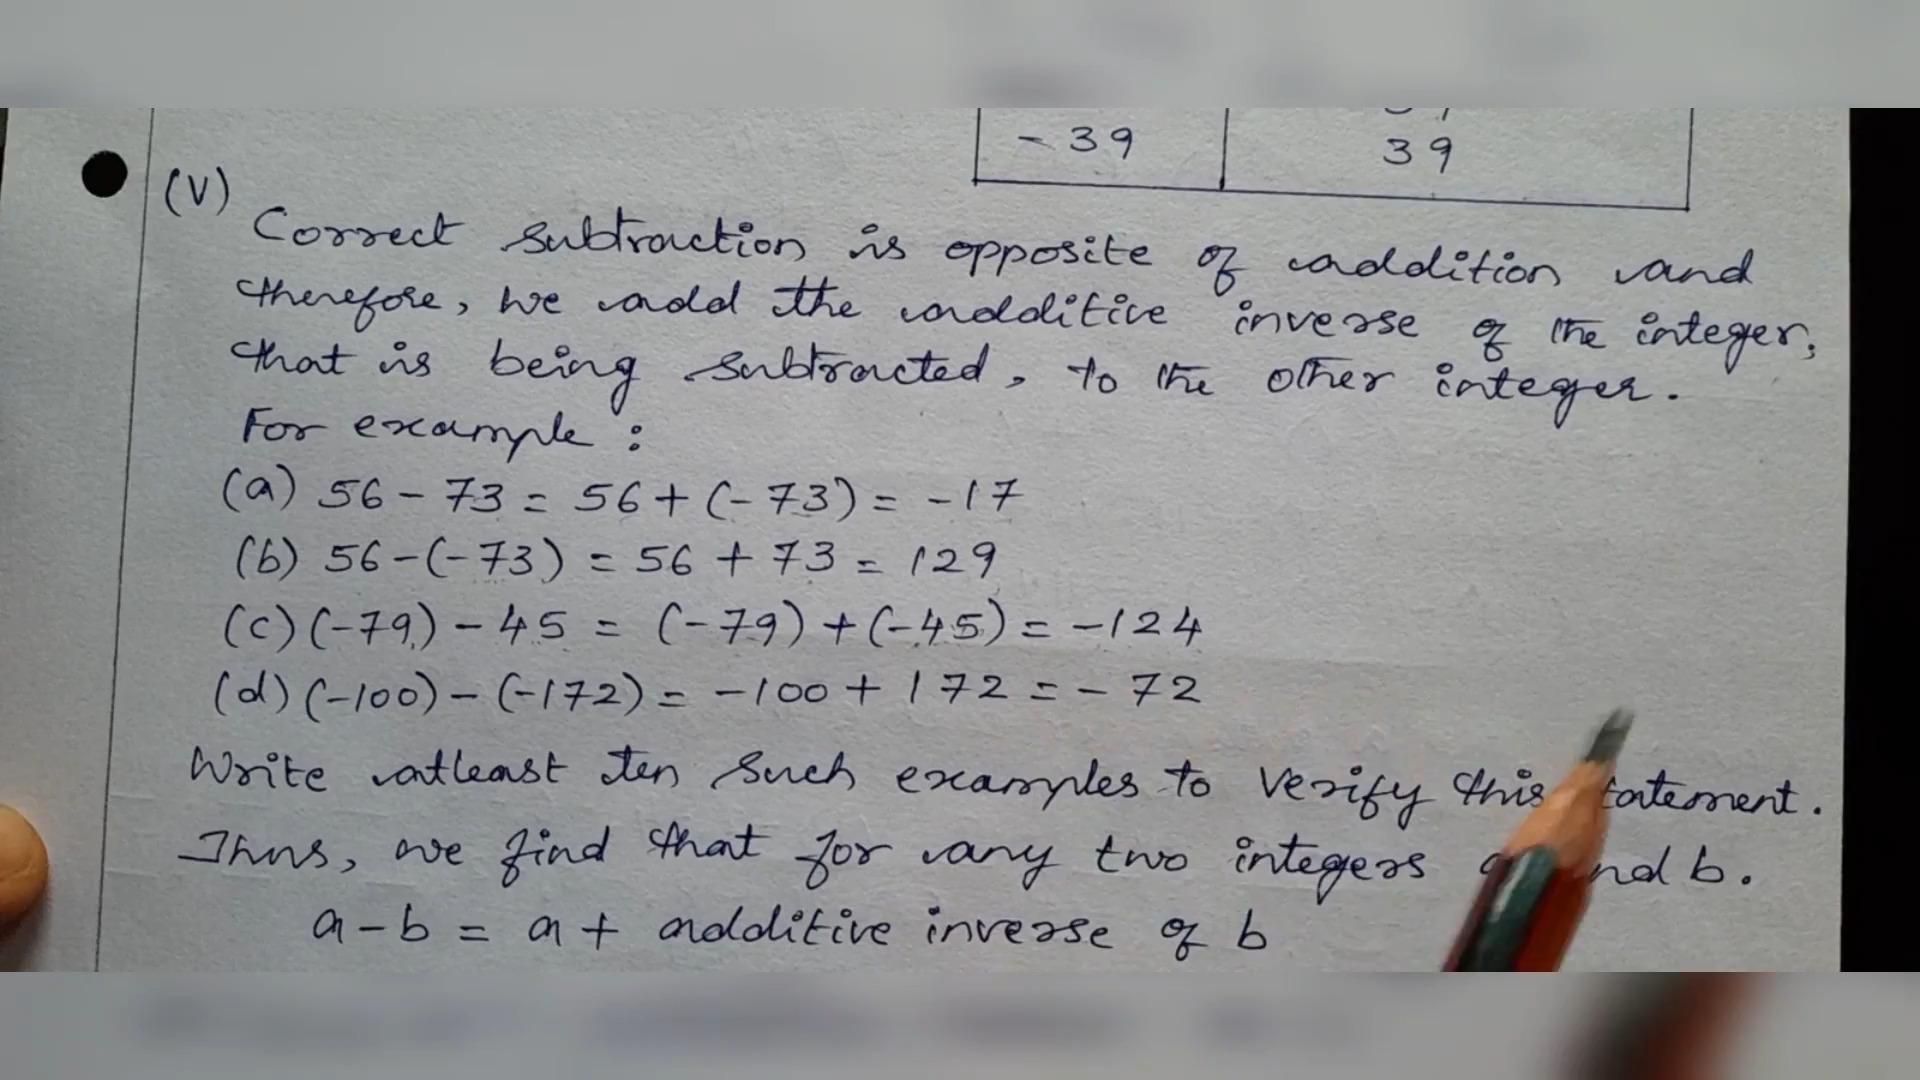 - 39 39
(V)
Correct subtraction is opposite of addition and
therefore, we add the additive inverse of the integer,
that is being subtracted, to the other integer.
For example :
(a) 56 - 73 = 56 + (- 73) = - 17
(b) 56 - (- 73) = 56 + 73 = 129
(c) (- 79) - 45 = (- 79) + (- 45) = - 124
(d) (-100) - (-172) = -100 + 172 = - 72
Write atleast ten such examples to verify this tatement.
Thus, we find that for any two integers nd b.
a - b = a + additive inverse of b